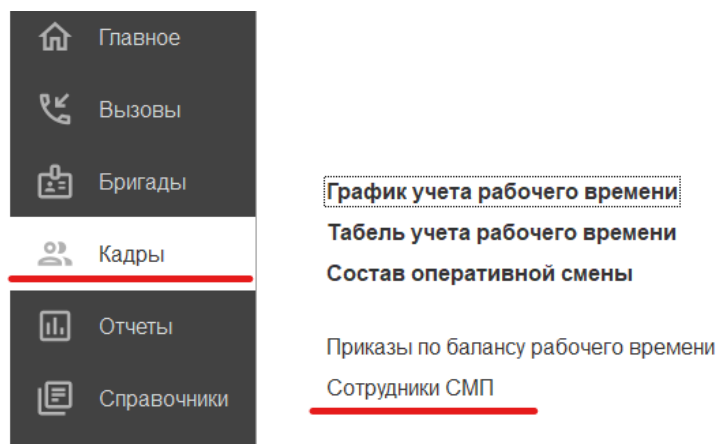 Главное
Вызовы
Бригады
Кадры
Отчеты
Справочники
График учета рабочего времени
Табель учета рабочего времени
Состав оперативной смены
Приказы по балансу рабочего времени
Сотрудники СМП